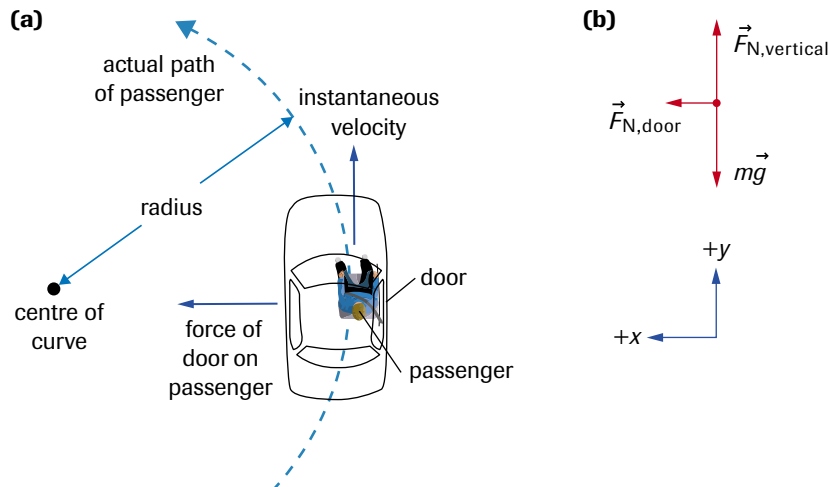 (a)
actual path
of passenger
instantaneous
velocity
radius
door
centre of
curve
force of
door on
passenger
passenger
(b)
F⃗N,vertical
F⃗N,door
mg⃗
+y
+x